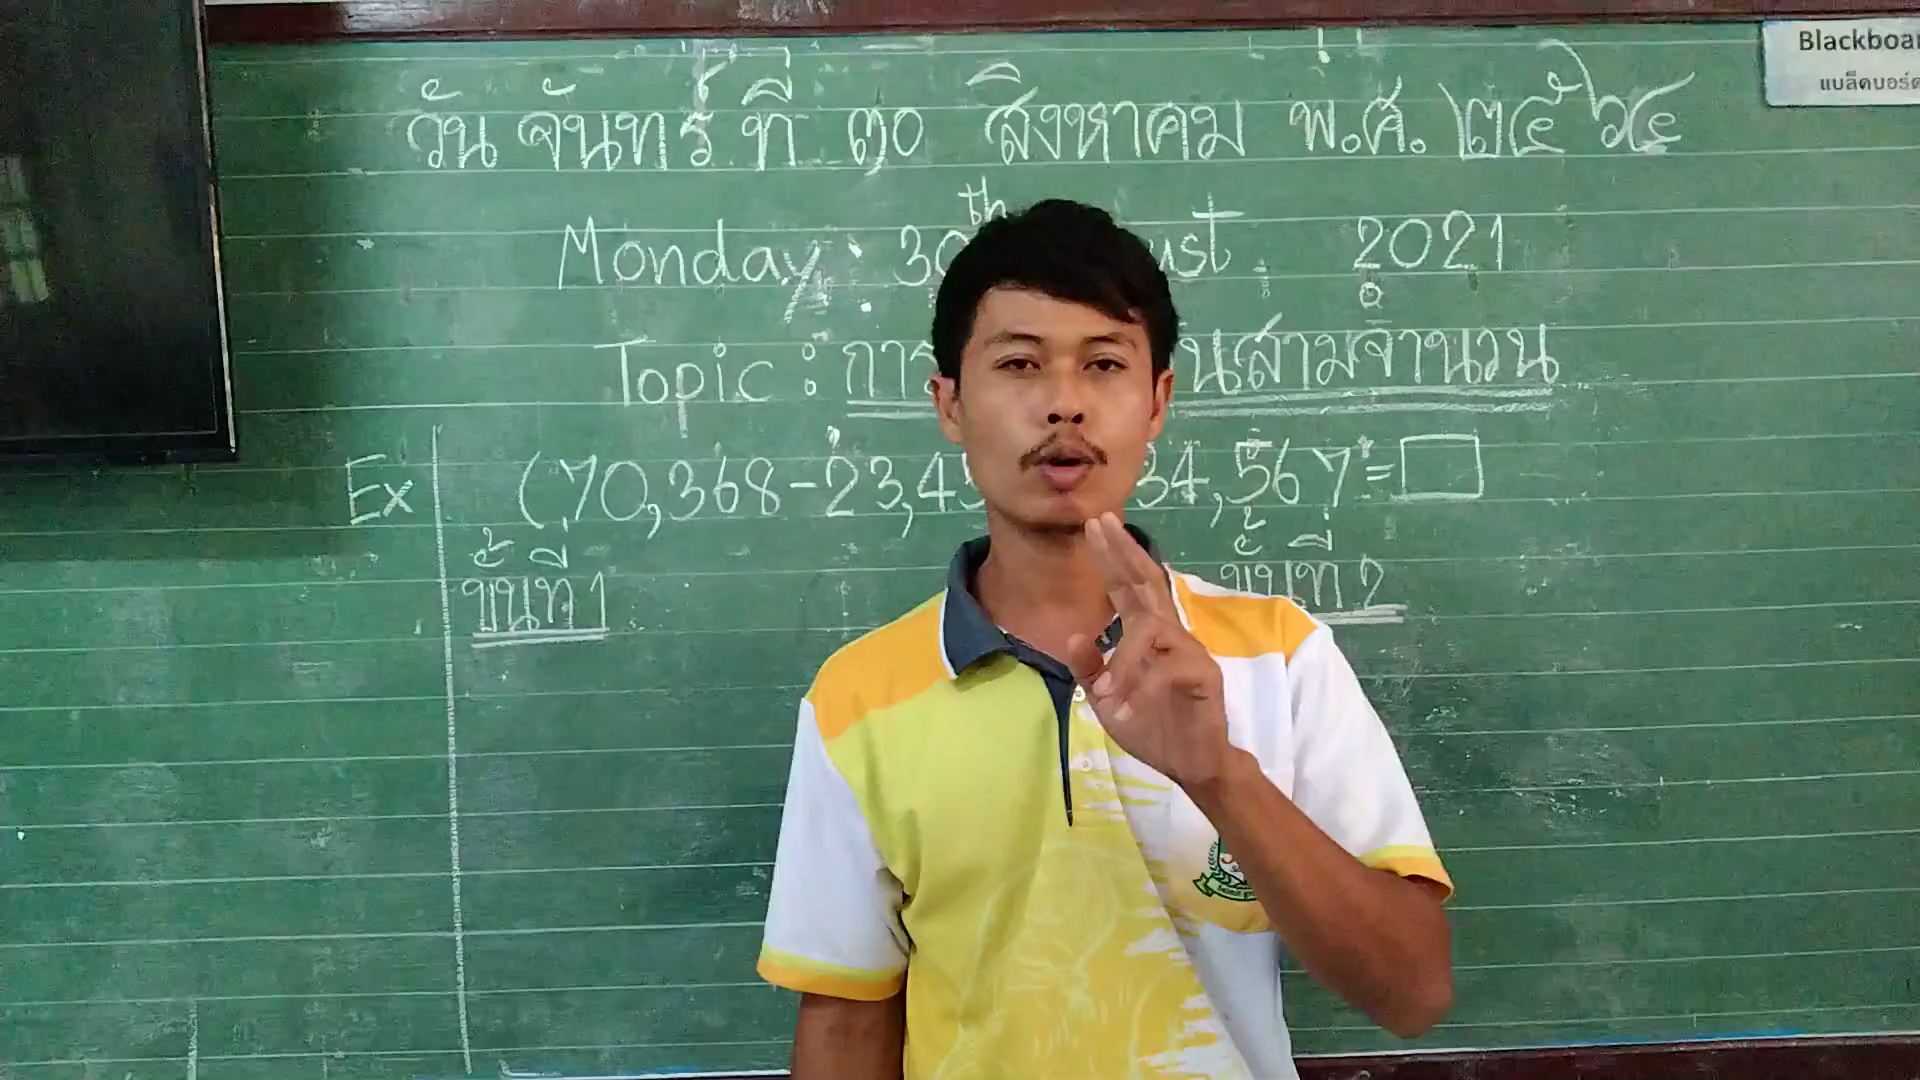 Blackboar
แบล็คบอร์ด
วันจันทร์ ที่ ๓๐ สิงหาคม พ.ศ. ๒๕๖๔
Monday 30th ust 2021
Topic : การ นสามจำนวน
Ex (70,368-23,45 34,567 = □
ขั้นที่ 1 ขั้นที่ 2